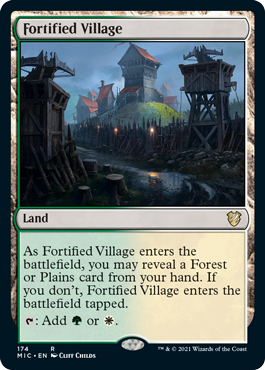 Fortified Village
Land
As Fortified Village enters the
battlefield, you may reveal a Forest
or Plains card from your hand. If
you don't, Fortified Village enters the
battlefield tapped.
: Add or .
174 R
MIC • EN CLIFF CHILDS
™ & © 2021 Wizards of the Coast